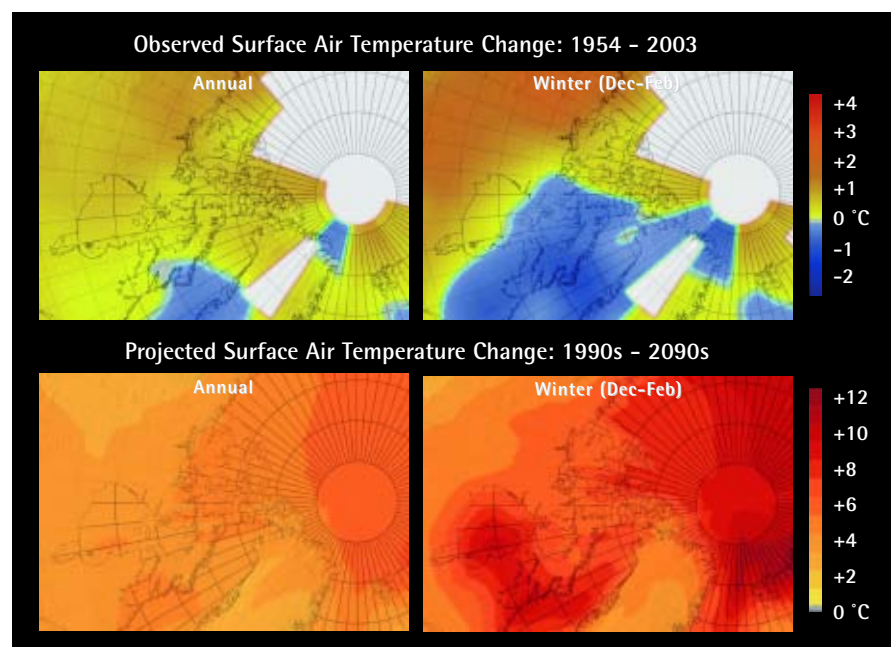 Observed Surface Air Temperature Change: 1954 - 2003
Annual
Winter (Dec-Feb)
+4
+3
+2
+1
0 ˚C
-1
-2
Projected Surface Air Temperature Change: 1990s - 2090s
Annual
Winter (Dec-Feb)
+12
+10
+8
+6
+4
+2
0 ˚C